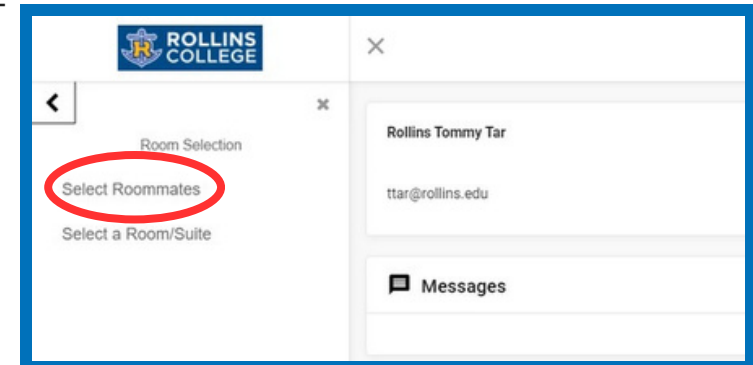 ROLLINS
COLLEGE
Room Selection
Select Roommates
Select a Room/Suite
Rollins Tommy Tar
ttar@rollins.edu
Messages